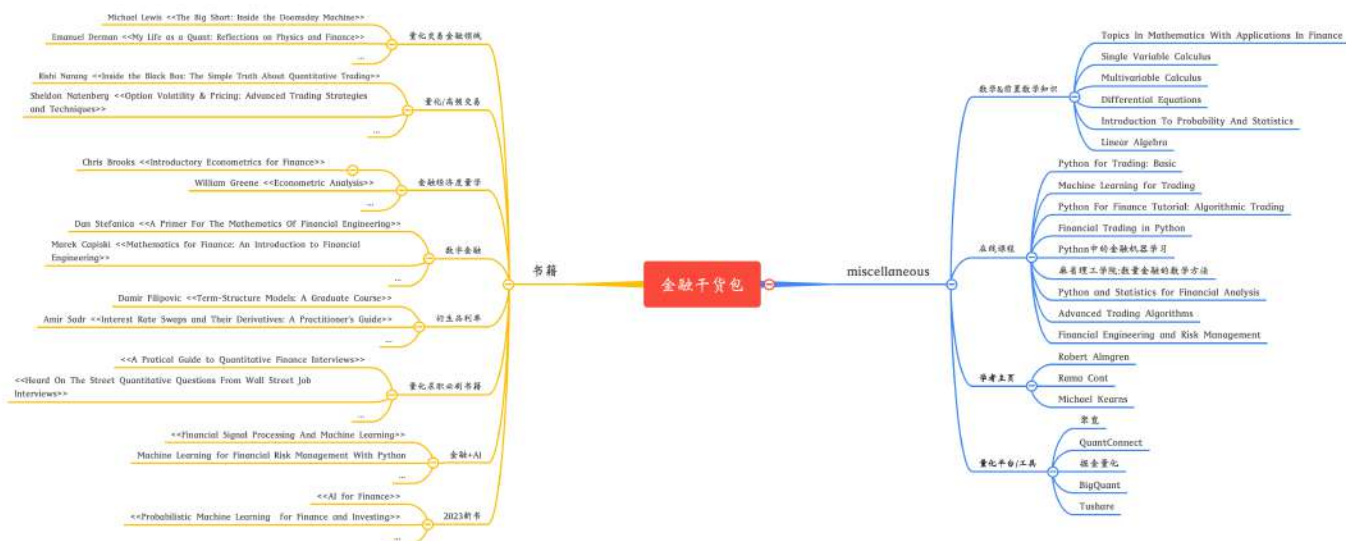 Michael Lewis <<The Big Short: Inside the Doomsday Machine>>
Emanuel Derman <<My Life as a Quant: Reflections on Physics and Finance>>
...
量化交易金融领域
Rishi Narang <<Inside the Black Box: The Simple Truth About Quantitative Trading>>
Sheldon Natenberg <<Option Volatility & Pricing: Advanced Trading Strategies
and Techniques>>
...
量化/高频交易
Chris Brooks <<Introductory Econometrics for Finance>>
William Greene <<Econometric Analysis>>
...
金融经济度量学
Dan Stefanica <<A Primer For The Mathematics Of Financial Engineering>>
Marek Capiski <<Mathematics for Finance: An Introduction to Financial
Engineering>>
...
数学金融
Damir Filipovic <<Term-Structure Models: A Graduate Course>>
Amir Sadr <<Interest Rate Swaps and Their Derivatives: A Practitioner's Guide>>
...
衍生品利率
<<A Pratical Guide to Quantitative Finance Interviews>>
<<Heard On The Street Quantitative Questions From Wall Street Job
Interviews>>
...
量化求职必刷书籍
<<Financial Signal Processing And Machine Learning>>
Machine Learning for Financial Risk Management With Python
...
金融+AI
<<AI for Finance>>
<<Probabilistic Machine Learning for Finance and Investing>>
...
2023新书
书籍
金融干货包
miscellaneous
数学&前置数学知识
Topics In Mathematics With Applications In Finance
Single Variable Calculus
Multivariable Calculus
Differential Equations
Introduction To Probability And Statistics
Linear Algebra
在线课程
Python for Trading: Basic
Machine Learning for Trading
Python For Finance Tutorial: Algorithmic Trading
Financial Trading in Python
Python中的金融机器学习
麻省理工学院:数量金融的数学方法
Python and Statistics for Financial Analysis
Advanced Trading Algorithms
Financial Engineering and Risk Management
学者主页
Robert Almgren
Rama Cont
Michael Kearns
量化平台/工具
聚宽
QuantConnect
掘金量化
BigQuant
Tushare